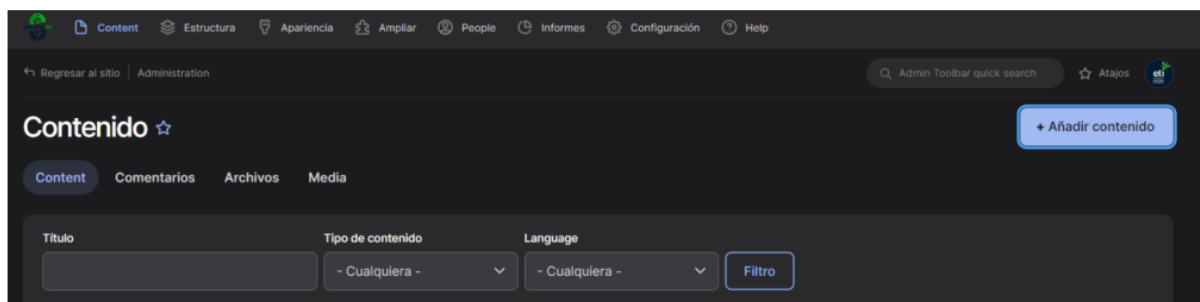 Content Estructura Apariencia Ampliar People Informes Configuración Help
Regresar al sitio Administration Admin Toolbar quick search Atajos eti
Contenido + Añadir contenido
Content Comentarios Archivos Media
Título Tipo de contenido Language
- Cualquiera - - Cualquiera - Filtro